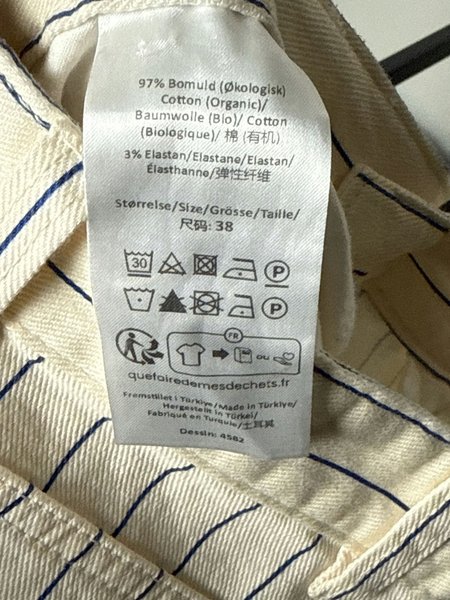 97% Bomuld (Økologisk)
Cotton (Organic)/
Baumwolle (Bio)/ Cotton
(Biologique)/ 棉 (有机)
3% Elastan/Elastane/Elastan/
Élasthanne/弹性纤维
Størrelse/Size/Grösse/Taille/
尺码: 38
30 P
P
FR
OU
quefairedemesdechets.fr
Fremstillet i Türkiye/Made in Türkiye/
Hergestellt in Türkei/
Fabriqué en Turquie/土耳其
Dessin: 4582